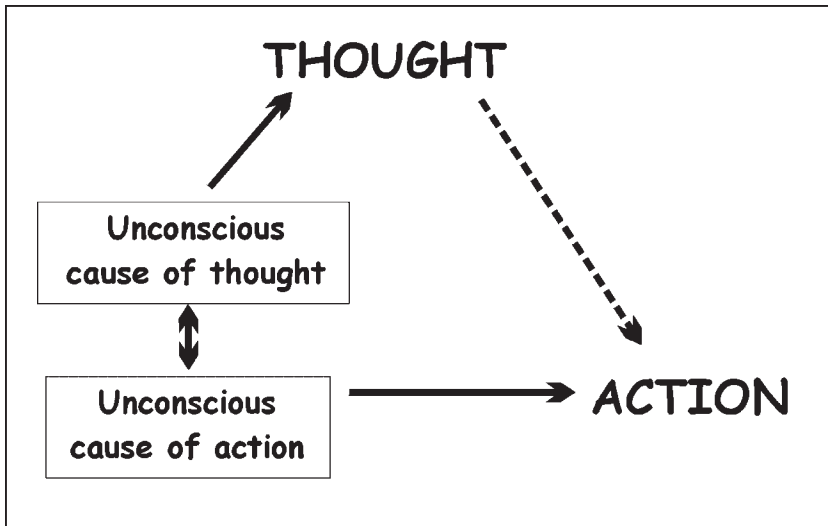 THOUGHT
Unconscious
cause of thought
Unconscious
cause of action
ACTION